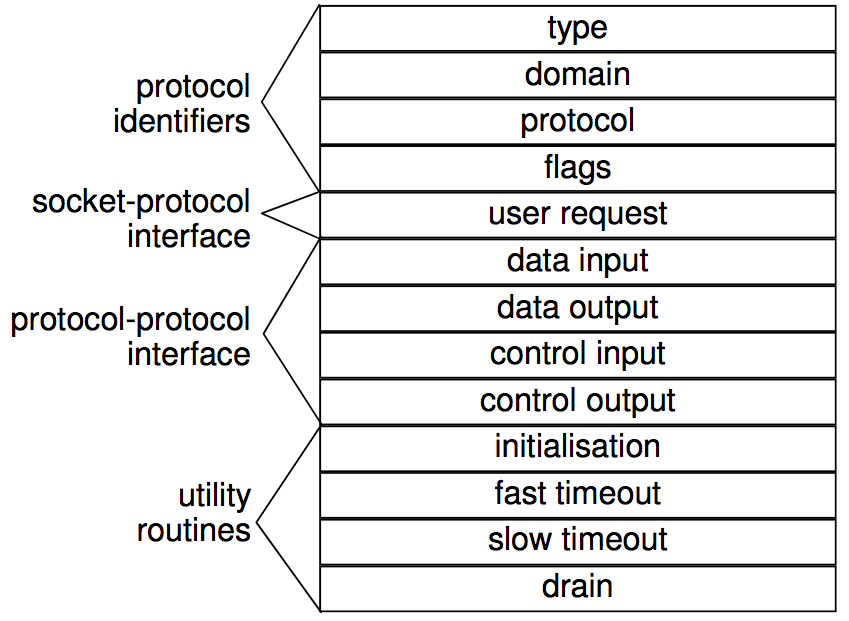 type
domain
protocol
flags
user request
data input
data output
control input
control output
initialisation
fast timeout
slow timeout
drain
protocol
identifiers
socket-protocol
interface
protocol-protocol
interface
utility
routines